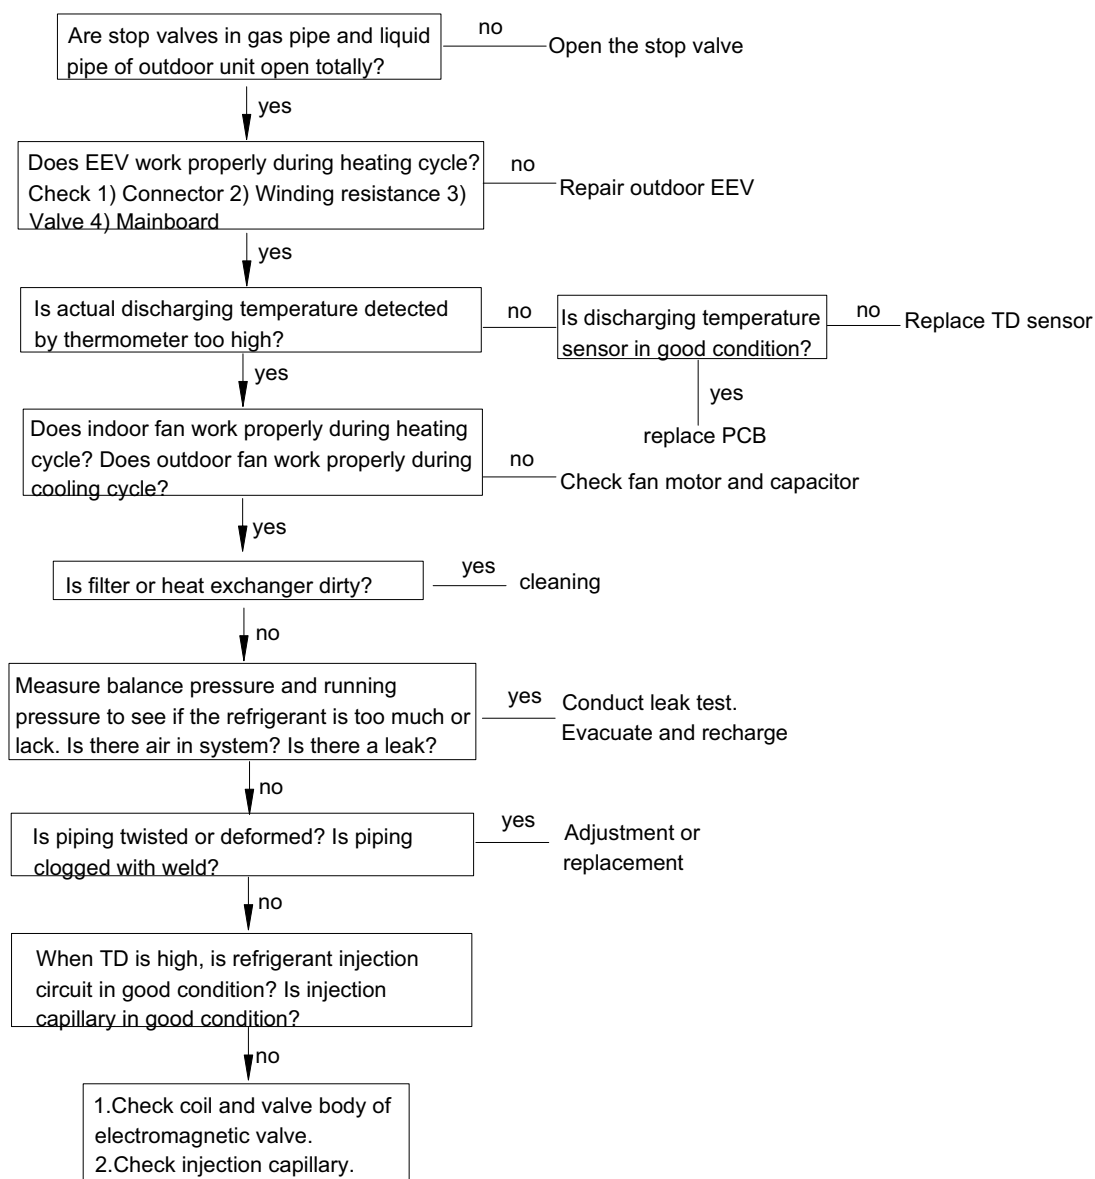 Are stop valves in gas pipe and liquid
pipe of outdoor unit open totally?
no
Open the stop valve
yes
Does EEV work properly during heating cycle?
Check 1) Connector 2) Winding resistance 3)
Valve 4) Mainboard
no
Repair outdoor EEV
yes
Is actual discharging temperature detected
by thermometer too high?
no
Is discharging temperature
sensor in good condition?
no
Replace TD sensor
yes
replace PCB
yes
Does indoor fan work properly during heating
cycle? Does outdoor fan work properly during
cooling cycle?
no
Check fan motor and capacitor
yes
Is filter or heat exchanger dirty?
yes
cleaning
no
Measure balance pressure and running
pressure to see if the refrigerant is too much or
lack. Is there air in system? Is there a leak?
yes
Conduct leak test.
Evacuate and recharge
no
Is piping twisted or deformed? Is piping
clogged with weld?
yes
Adjustment or
replacement
no
When TD is high, is refrigerant injection
circuit in good condition? Is injection
capillary in good condition?
no
1.Check coil and valve body of
electromagnetic valve.
2.Check injection capillary.